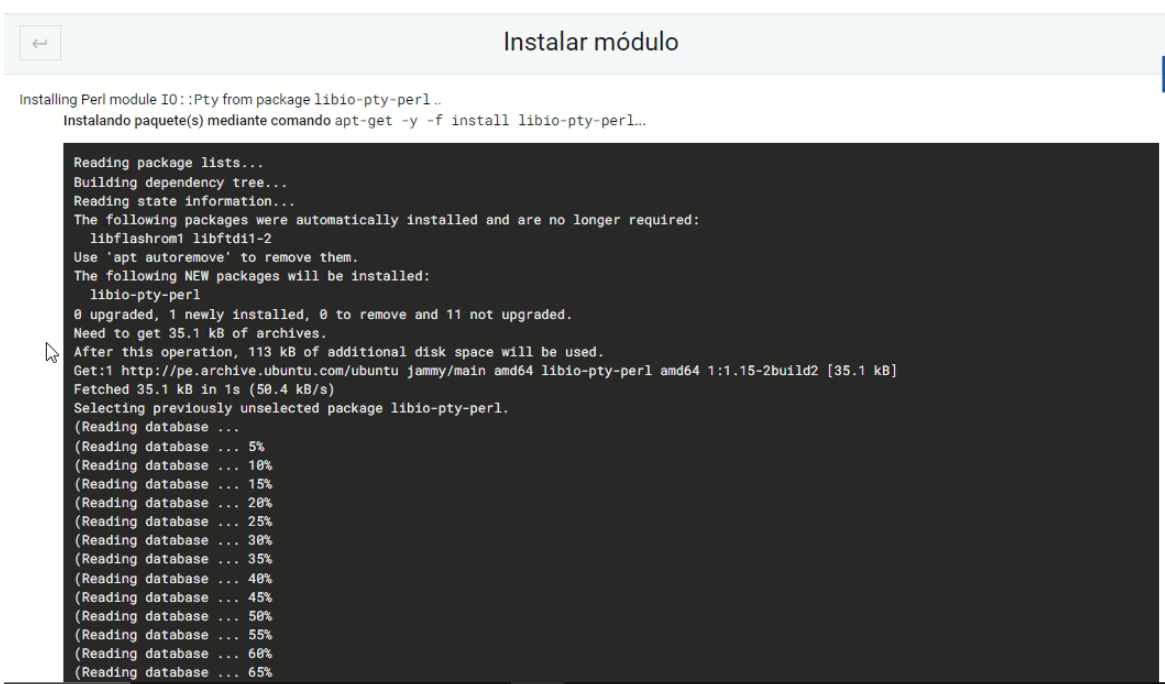 Instalar módulo
Installing Perl module IO::Pty from package libio-pty-perl ..
Instalando paquete(s) mediante comando apt-get -y -f install libio-pty-perl...
Reading package lists...
Building dependency tree...
Reading state information...
The following packages were automatically installed and are no longer required:
libflashrom1 libftdi1-2
Use 'apt autoremove' to remove them.
The following NEW packages will be installed:
libio-pty-perl
0 upgraded, 1 newly installed, 0 to remove and 11 not upgraded.
Need to get 35.1 kB of archives.
After this operation, 113 kB of additional disk space will be used.
Get:1 http://pe.archive.ubuntu.com/ubuntu jammy/main amd64 libio-pty-perl amd64 1:1.15-2build2 [35.1 kB]
Fetched 35.1 kB in 1s (50.4 kB/s)
Selecting previously unselected package libio-pty-perl.
(Reading database ...
(Reading database ... 5%
(Reading database ... 10%
(Reading database ... 15%
(Reading database ... 20%
(Reading database ... 25%
(Reading database ... 30%
(Reading database ... 35%
(Reading database ... 40%
(Reading database ... 45%
(Reading database ... 50%
(Reading database ... 55%
(Reading database ... 60%
(Reading database ... 65%